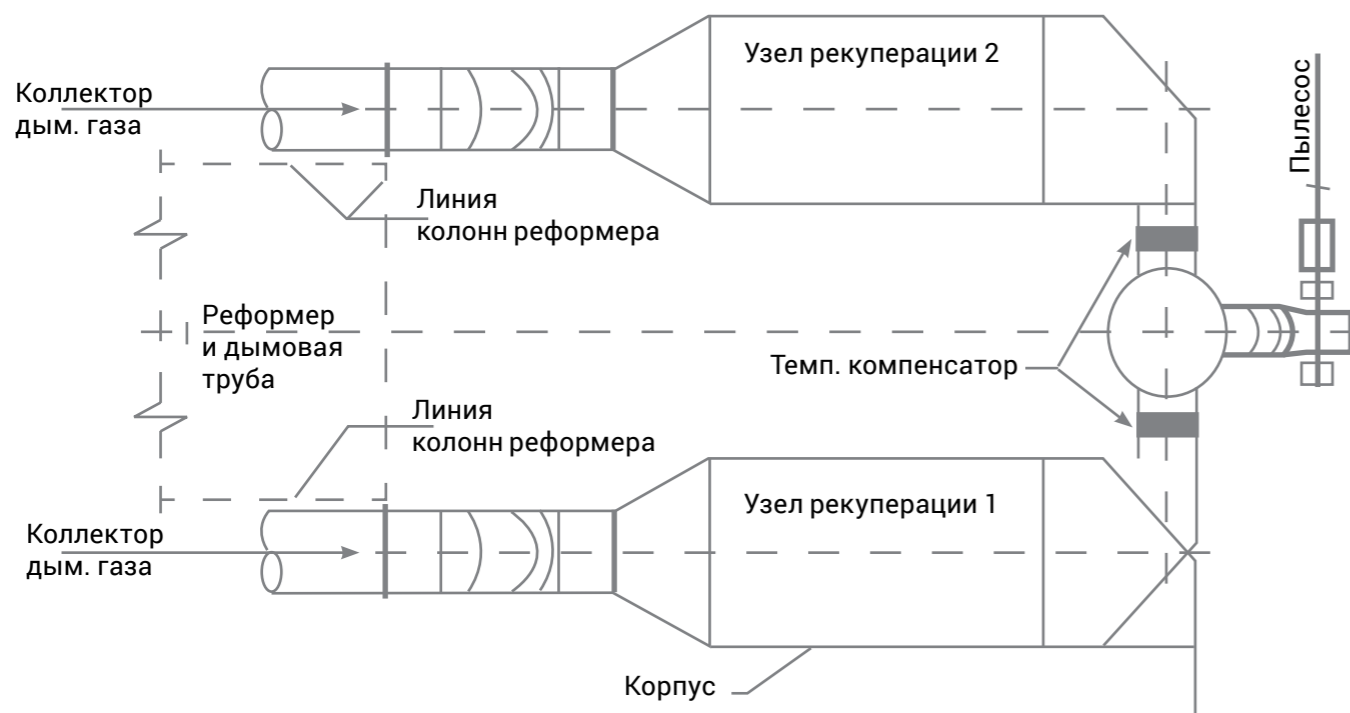 Узел рекуперации 2
Пылесос
Коллектор
дым. газа
Линия
колонн реформера
Реформер
и дымовая
труба
Темп. компенсатор
Линия
колонн реформера
Узел рекуперации 1
Коллектор
дым. газа
Корпус